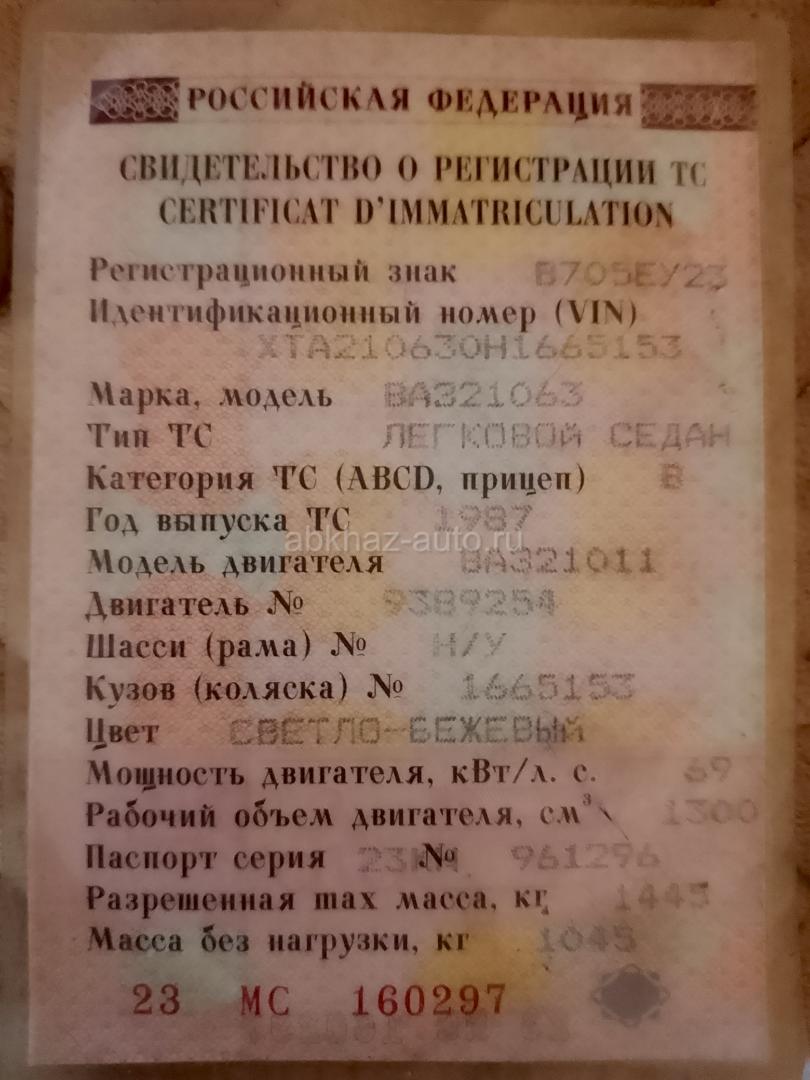 РОССИЙСКАЯ ФЕДЕРАЦИЯ
СВИДЕТЕЛЬСТВО О РЕГИСТРАЦИИ ТС
CERTIFICAT D'IMMATRICULATION
Регистрационный знак В705ЕУ23
Идентификационный номер (VIN)
XTA210630H1665153
Марка, модель ВАЗ21063
Тип ТС ЛЕГКОВОЙ СЕДАН
Категория ТС (ABCD, прицеп) В
Год выпуска ТС 1987
abkhaz-auto.ru
Модель двигателя ВАЗ21011
Двигатель № 9389254
Шасси (рама) № Н/У
Кузов (коляска) № 1665153
Цвет СВЕТЛО-БЕЖЕВЫЙ
Мощность двигателя, кВт/л. с. 69
Рабочий объем двигателя, см³ 1300
Паспорт серия № 961296
Разрешенная max масса, кг 1445
Масса без нагрузки, кг 1045
23 МС 160297